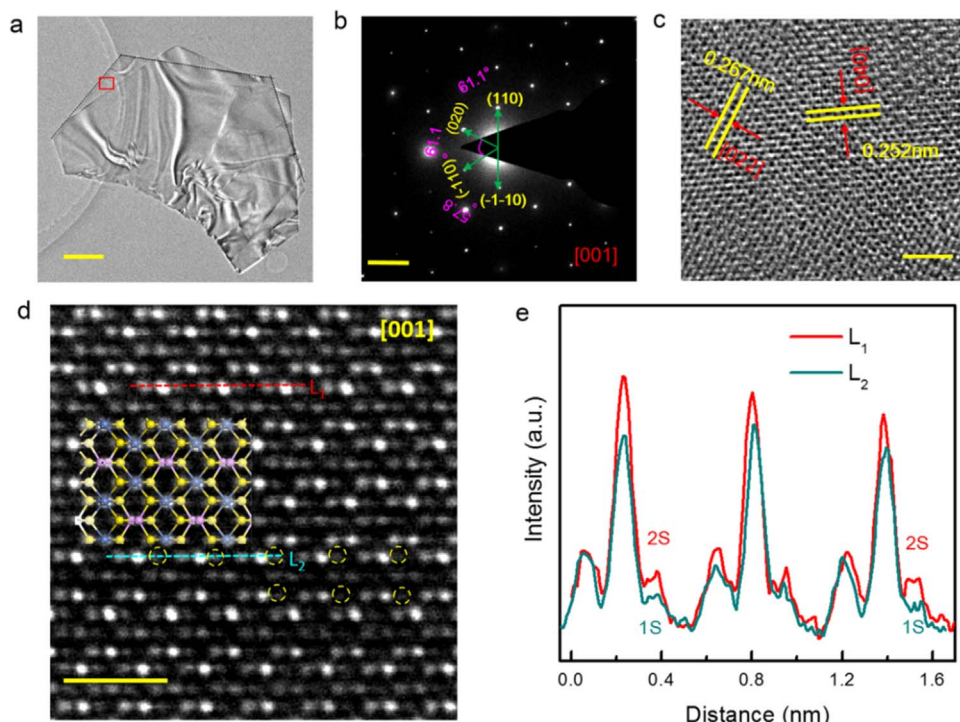 a
b
61.1°
(110)
(020)
61.1°
(-110)
57.8°
(-1-10)
[001]
c
0.267nm
[022]
0.252nm
d
[001]
L₁
L₂
e
L₁
L₂
Intensity (a.u.)
2S
2S
1S
1S
0.0 0.4 0.8 1.2 1.6
Distance (nm)